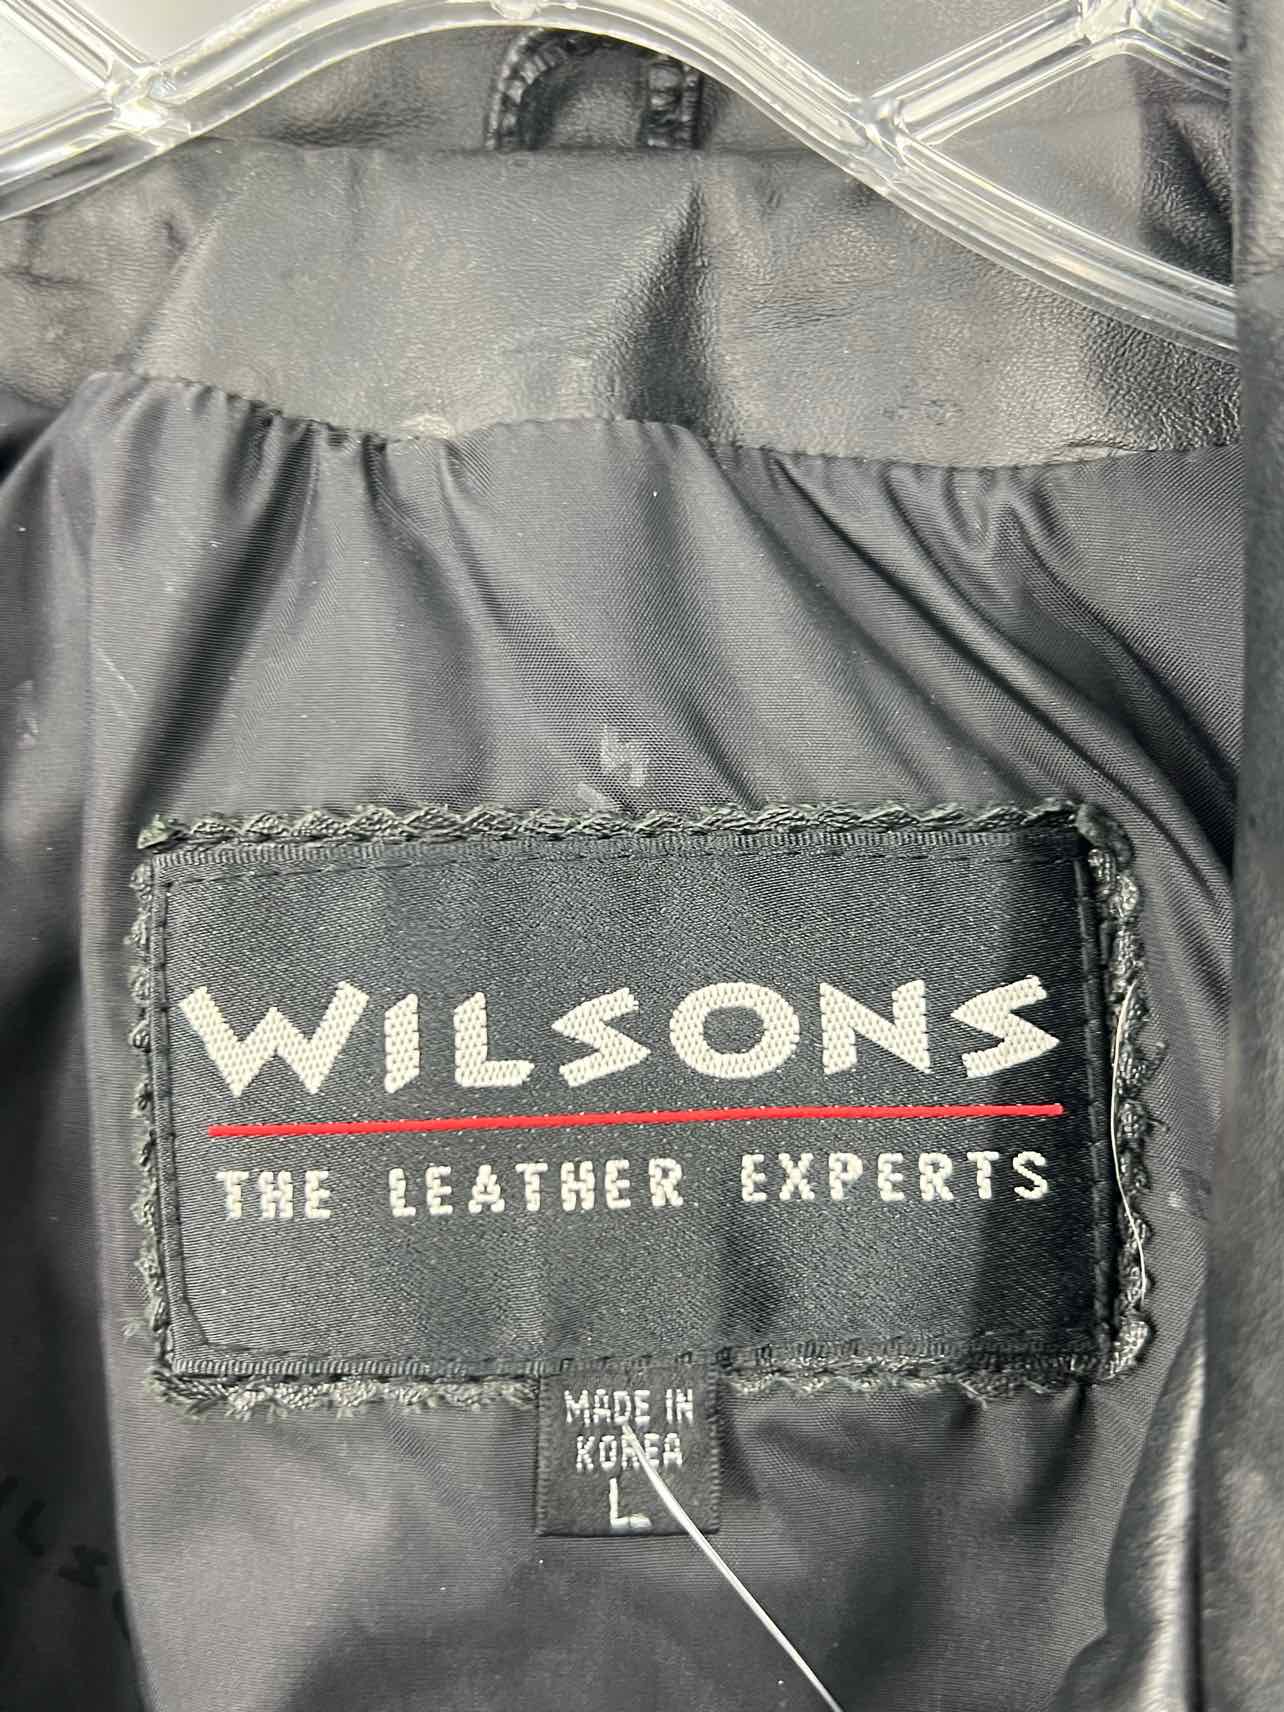 WILSONS
THE LEATHER EXPERTS
MADE IN
KOREA
L